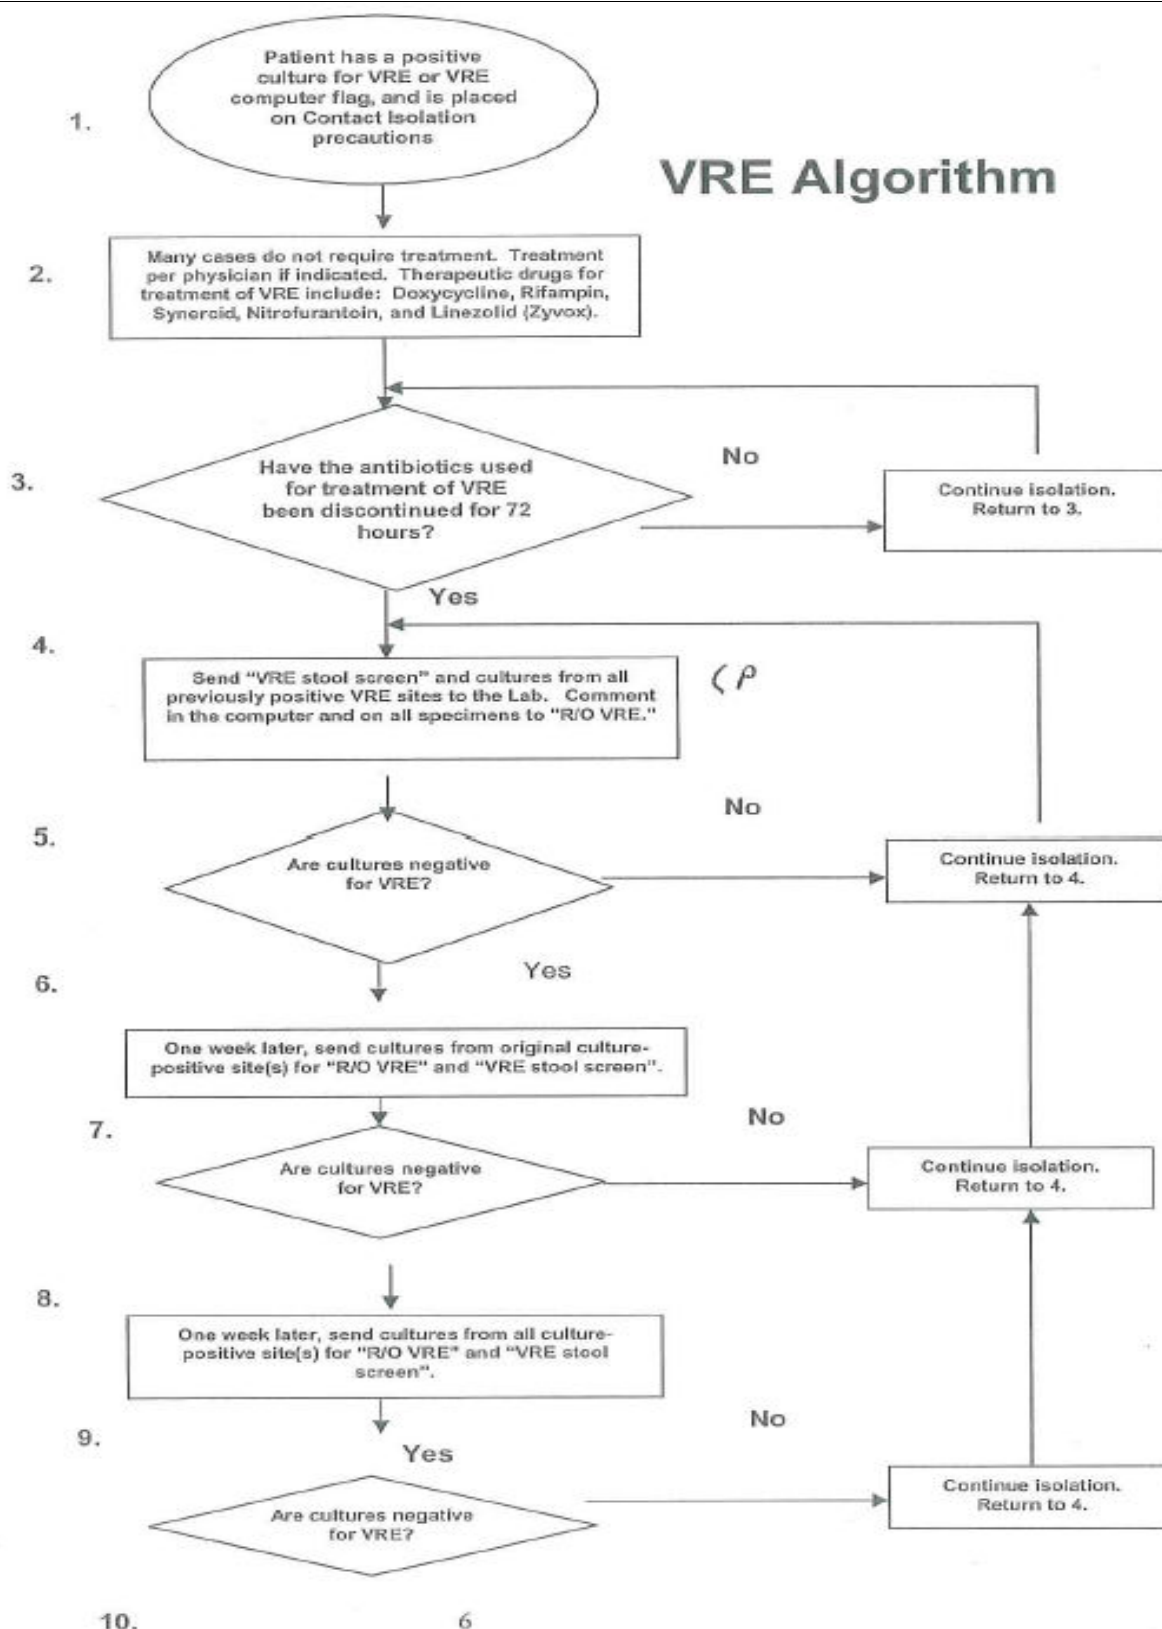 Patient has a positive
culture for VRE or VRE
computer flag, and is placed
on Contact Isolation
precautions
1.
VRE Algorithm
2.
Many cases do not require treatment. Treatment
per physician if indicated. Therapeutic drugs for
treatment of VRE include: Doxycycline, Rifampin,
Synercid, Nitrofurantoin, and Linezolid (Zyvox).
3.
Have the antibiotics used
for treatment of VRE
been discontinued for 72
hours?
No
Continue isolation.
Return to 3.
Yes
4.
Send "VRE stool screen" and cultures from all
previously positive VRE sites to the Lab. Comment
in the computer and on all specimens to "R/O VRE."
5.
Are cultures negative
for VRE?
No
Continue isolation.
Return to 4.
Yes
6.
One week later, send cultures from original culture-
positive site(s) for "R/O VRE" and "VRE stool screen".
7.
Are cultures negative
for VRE?
No
Continue isolation.
Return to 4.
8.
One week later, send cultures from all culture-
positive site(s) for "R/O VRE" and "VRE stool
screen".
9.
Yes
Are cultures negative
for VRE?
No
Continue isolation.
Return to 4.
10.
6